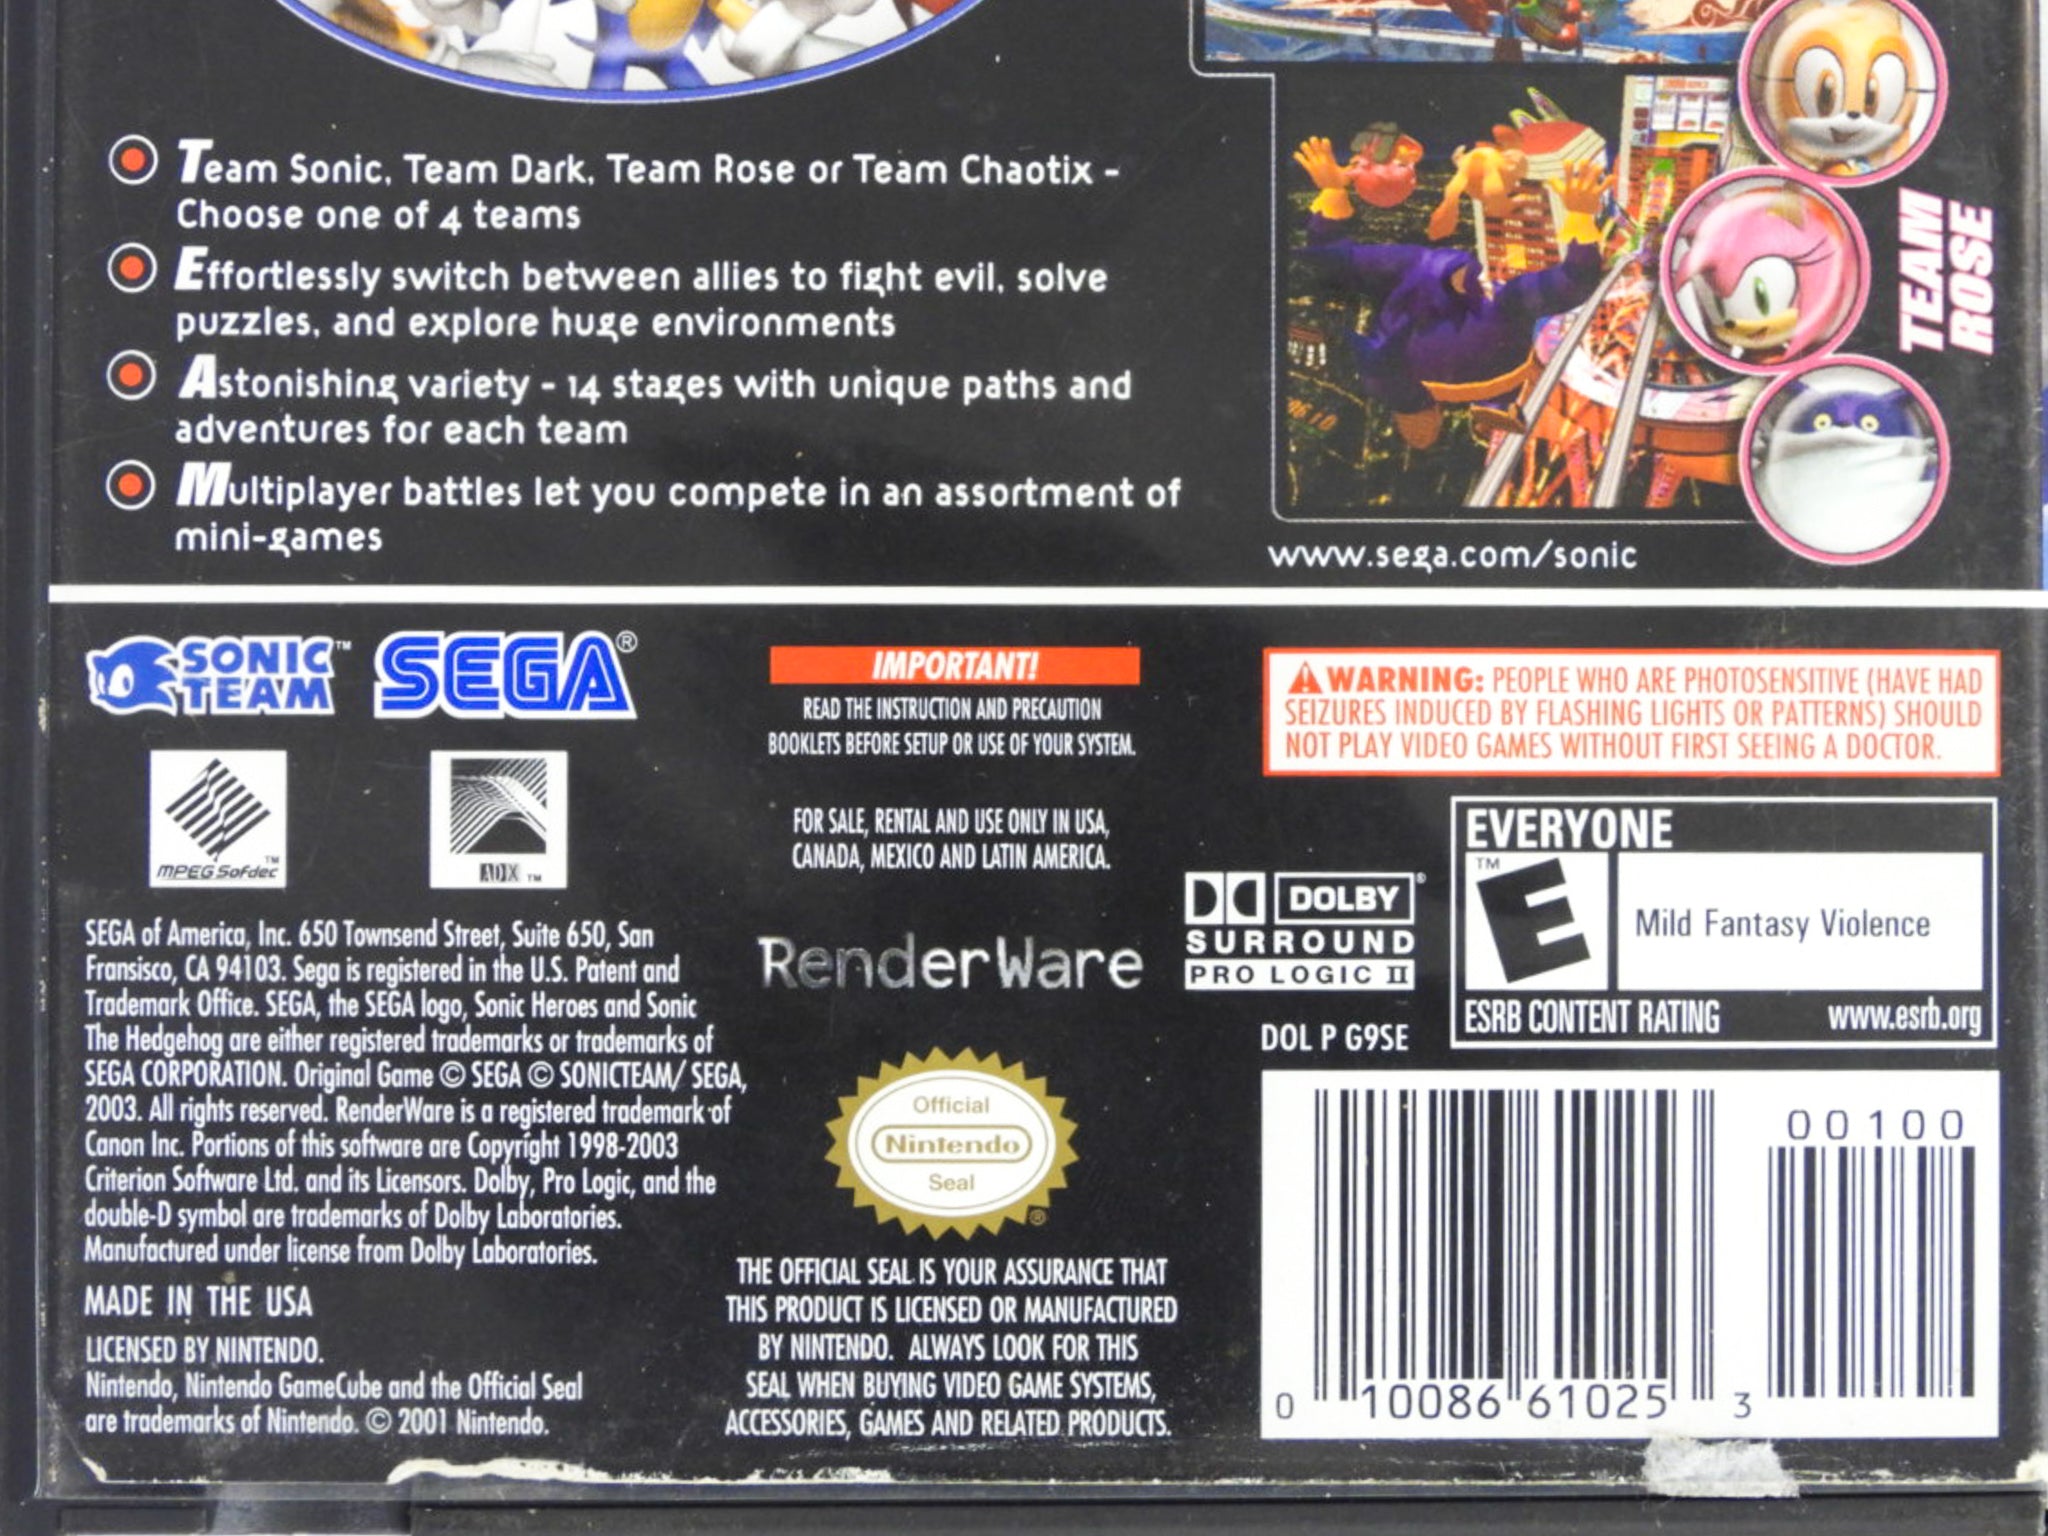 Team Sonic, Team Dark, Team Rose or Team Chaotix -
Choose one of 4 teams
Effortlessly switch between allies to fight evil, solve
puzzles, and explore huge environments
Astonishing variety - 14 stages with unique paths and
adventures for each team
Multiplayer battles let you compete in an assortment of
mini-games
TEAM
ROSE
www.sega.com/sonic
SONIC
TEAM™
SEGA®
MPEG Sofdec™
ADX™
SEGA of America, Inc. 650 Townsend Street, Suite 650, San
Fransisco, CA 94103. Sega is registered in the U.S. Patent and
Trademark Office. SEGA, the SEGA logo, Sonic Heroes and Sonic
The Hedgehog are either registered trademarks or trademarks of
SEGA CORPORATION. Original Game © SEGA © SONICTEAM/ SEGA,
2003. All rights reserved. RenderWare is a registered trademark of
Canon Inc. Portions of this software are Copyright 1998-2003
Criterion Software Ltd. and its Licensors. Dolby, Pro Logic, and the
double-D symbol are trademarks of Dolby Laboratories.
Manufactured under license from Dolby Laboratories.
MADE IN THE USA
LICENSED BY NINTENDO.
Nintendo, Nintendo GameCube and the Official Seal
are trademarks of Nintendo. © 2001 Nintendo.
IMPORTANT!
READ THE INSTRUCTION AND PRECAUTION
BOOKLETS BEFORE SETUP OR USE OF YOUR SYSTEM.
FOR SALE, RENTAL AND USE ONLY IN USA,
CANADA, MEXICO AND LATIN AMERICA.
RenderWare
Official
Nintendo
Seal
®
THE OFFICIAL SEAL IS YOUR ASSURANCE THAT
THIS PRODUCT IS LICENSED OR MANUFACTURED
BY NINTENDO. ALWAYS LOOK FOR THIS
SEAL WHEN BUYING VIDEO GAME SYSTEMS,
ACCESSORIES, GAMES AND RELATED PRODUCTS.
WARNING: PEOPLE WHO ARE PHOTOSENSITIVE (HAVE HAD
SEIZURES INDUCED BY FLASHING LIGHTS OR PATTERNS) SHOULD
NOT PLAY VIDEO GAMES WITHOUT FIRST SEEING A DOCTOR.
DOLBY®
SURROUND
PRO LOGIC II
DOL P G9SE
EVERYONE
™
E
Mild Fantasy Violence
ESRB CONTENT RATING www.esrb.org
00100
0 10086 61025 3